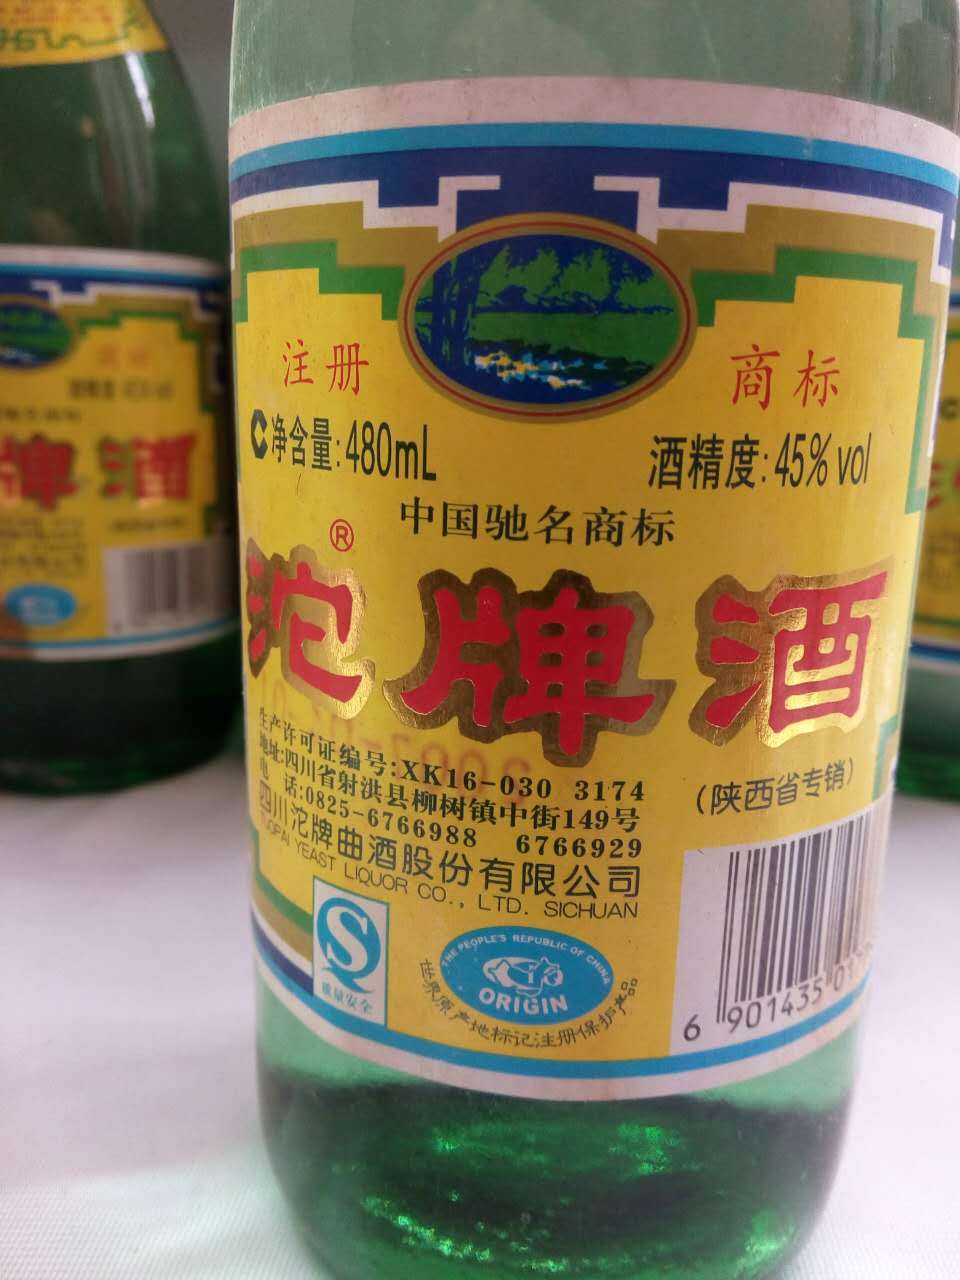 注册
商标
C净含量:480mL
酒精度:45%vol
中国驰名商标
®
沱牌酒
生产许可证编号:XK16-030 3174
地址:四川省射洪县柳树镇中街149号
电 话:0825-6766988 6766929
四川沱牌曲酒股份有限公司
TUOPAI YEAST LIQUOR CO., LTD. SICHUAN
(陕西省专销)
S
质量安全
THE PEOPLE'S REPUBLIC OF CHINA
ORIGIN
世界原产地标记注册保护产品
6 901435 01
牌酒